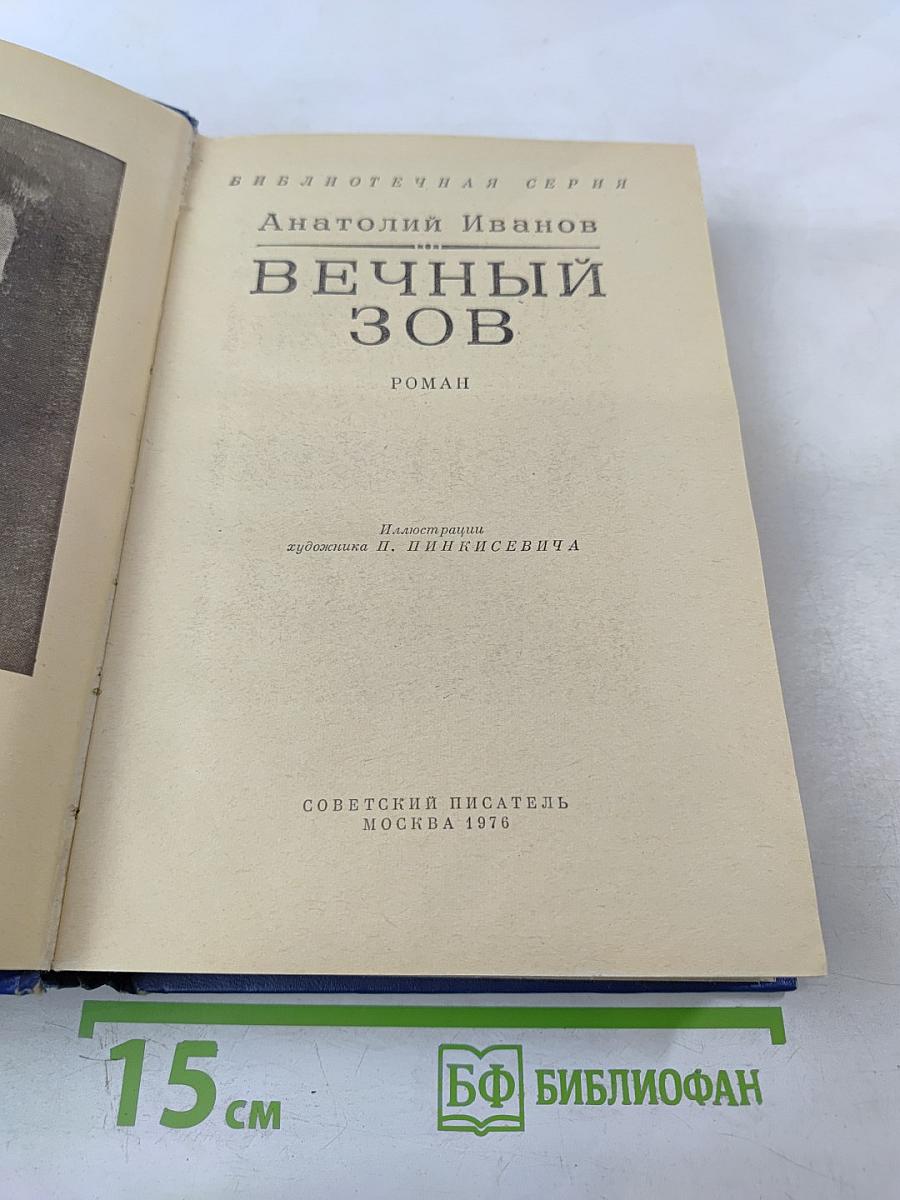 БИБЛИОТЕЧНАЯ СЕРИЯ
Анатолий Иванов
ВЕЧНЫЙ
ЗОВ
РОМАН
Иллюстрации
художника П. ПИНКИСЕВИЧА
СОВЕТСКИЙ ПИСАТЕЛЬ
МОСКВА 1976
15 см
БФ БИБЛИОФАН